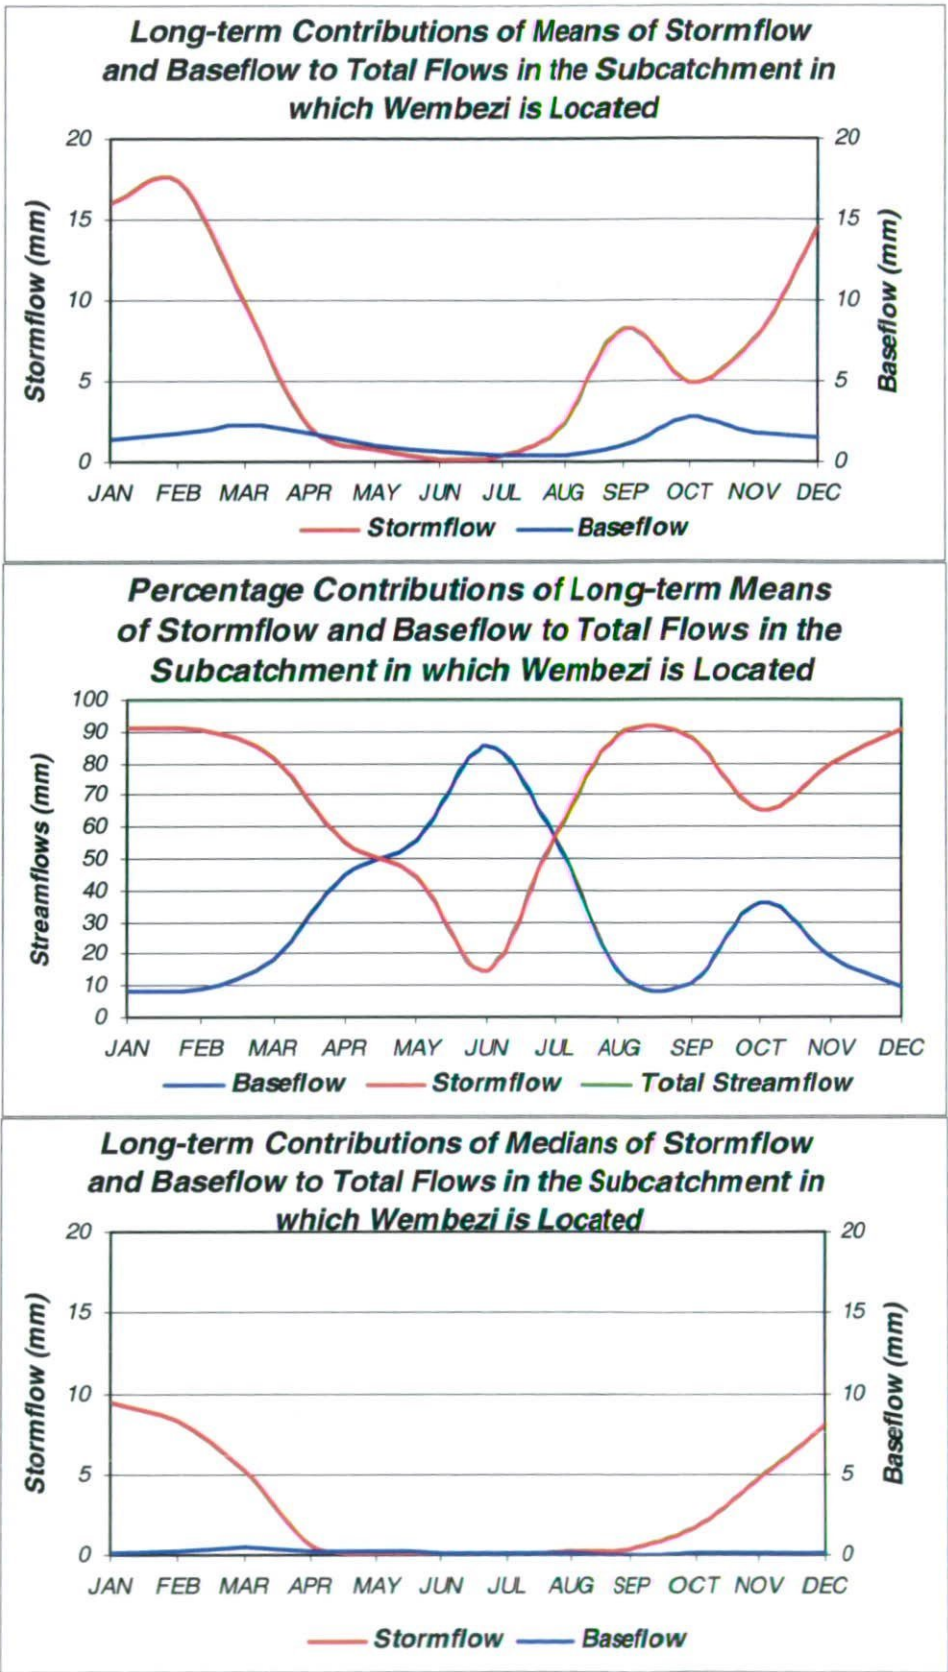 Long-term Contributions of Means of Stormflow
and Baseflow to Total Flows in the Subcatchment in
which Wembezi is Located
20
15
10
5
0
20
15
10
5
0
Stormflow (mm)
Baseflow (mm)
JAN FEB MAR APR MAY JUN JUL AUG SEP OCT NOV DEC
Stormflow Baseflow
Percentage Contributions of Long-term Means
of Stormflow and Baseflow to Total Flows in the
Subcatchment in which Wembezi is Located
100
90
80
70
60
50
40
30
20
10
0
Streamflows (mm)
JAN FEB MAR APR MAY JUN JUL AUG SEP OCT NOV DEC
Baseflow Stormflow Total Streamflow
Long-term Contributions of Medians of Stormflow
and Baseflow to Total Flows in the Subcatchment in
which Wembezi is Located
20
15
10
5
0
20
15
10
5
0
Stormflow (mm)
Baseflow (mm)
JAN FEB MAR APR MAY JUN JUL AUG SEP OCT NOV DEC
Stormflow Baseflow